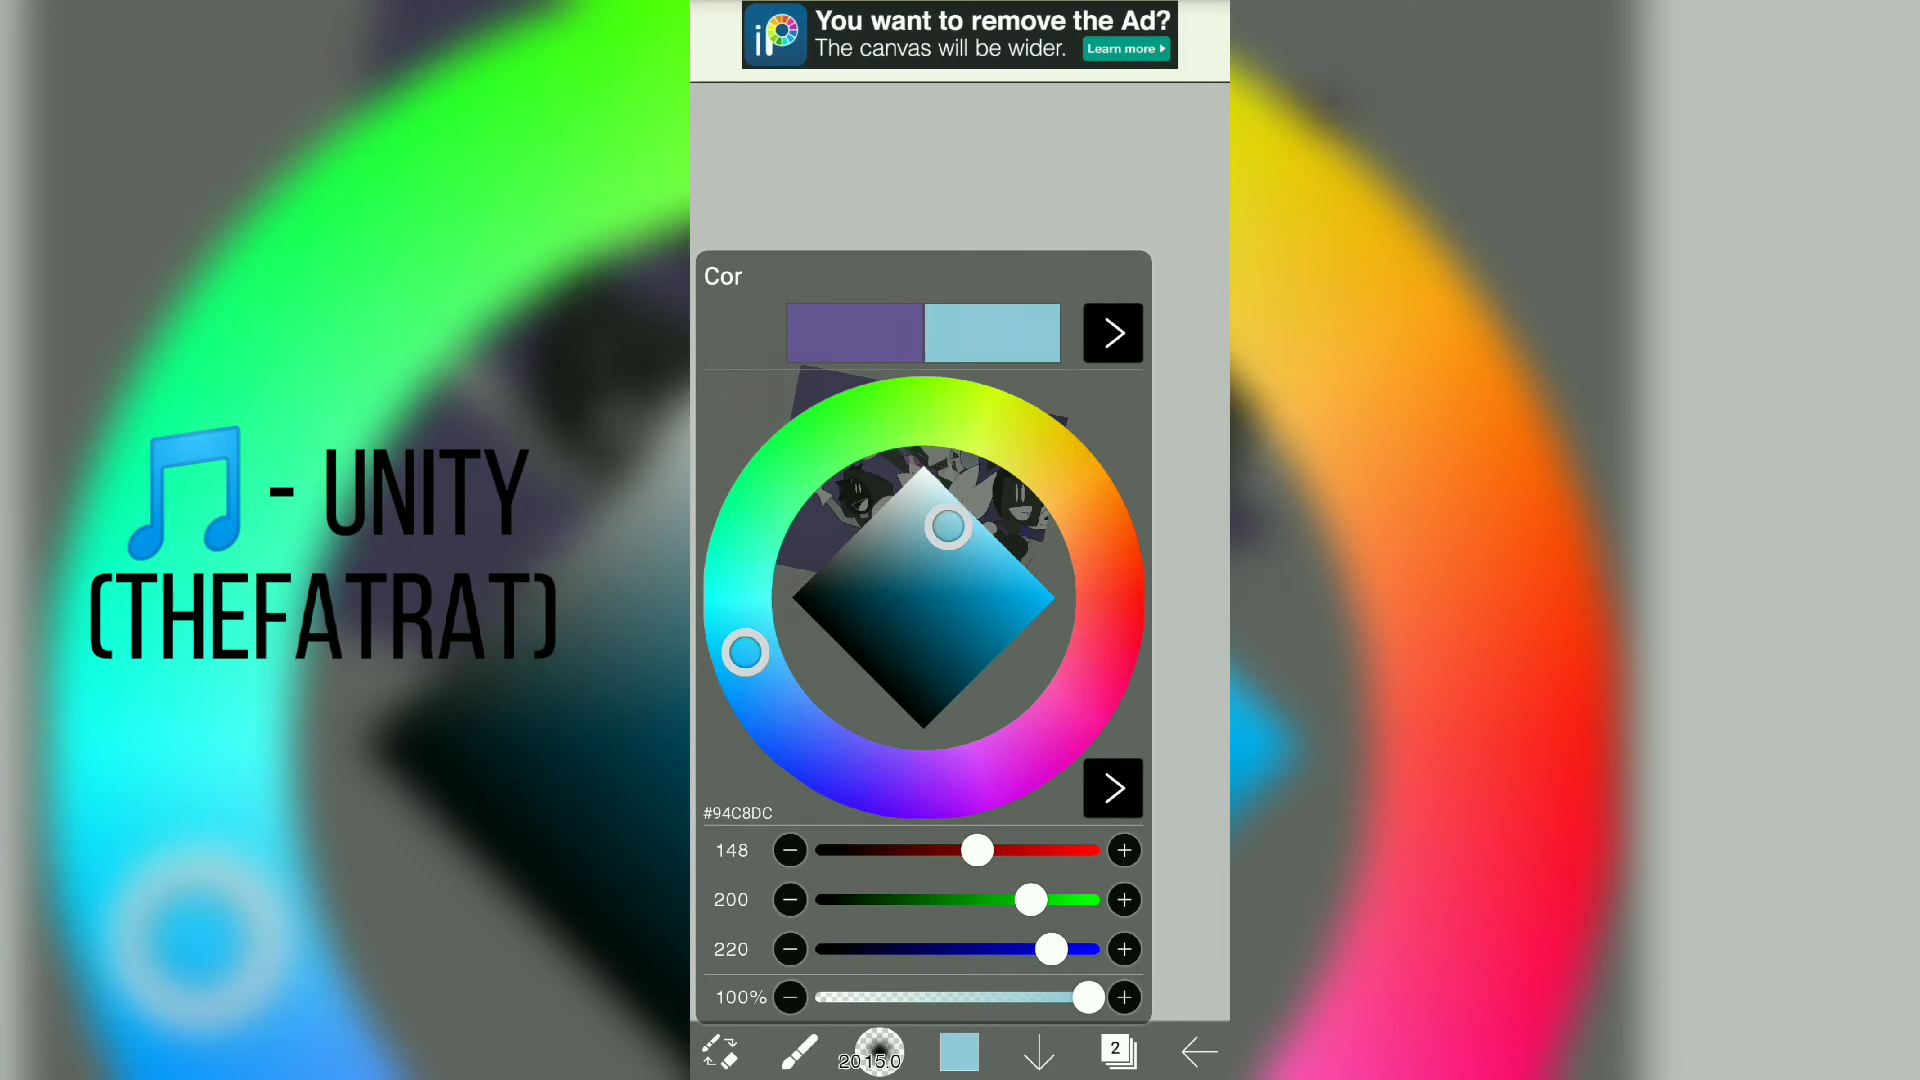 iP
You want to remove the Ad?
The canvas will be wider.
Learn more
Cor
🎵 - UNITY
(THEFATRAT)
#94C8DC
148
200
220
100%
20
15.0
2